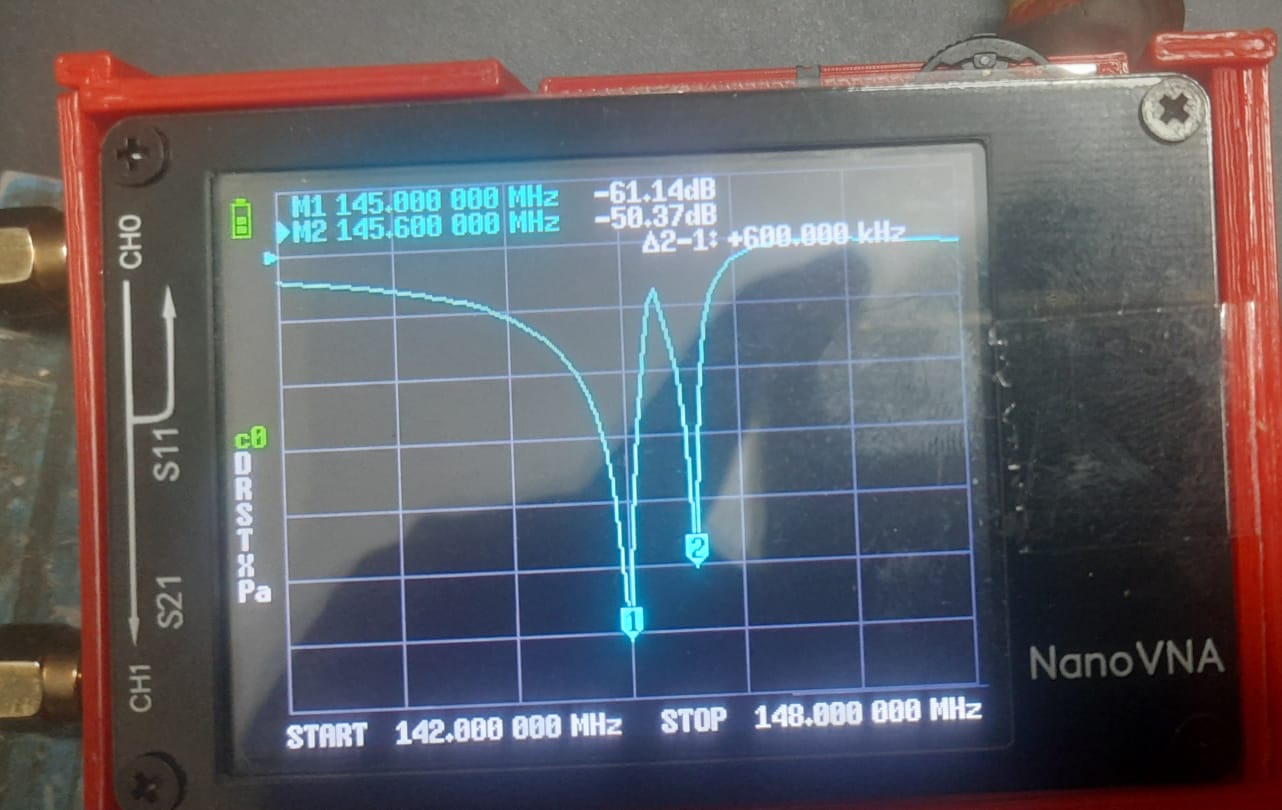 M1 145.000 000 MHz -61.14dB
M2 145.600 000 MHz -50.37dB
Δ2-1: +600.000 kHz
CH0
S11
S21
CH1
c0
D
R
S
T
X
Pa
2
1
START 142.000 000 MHz STOP 148.000 000 MHz
NanoVNA